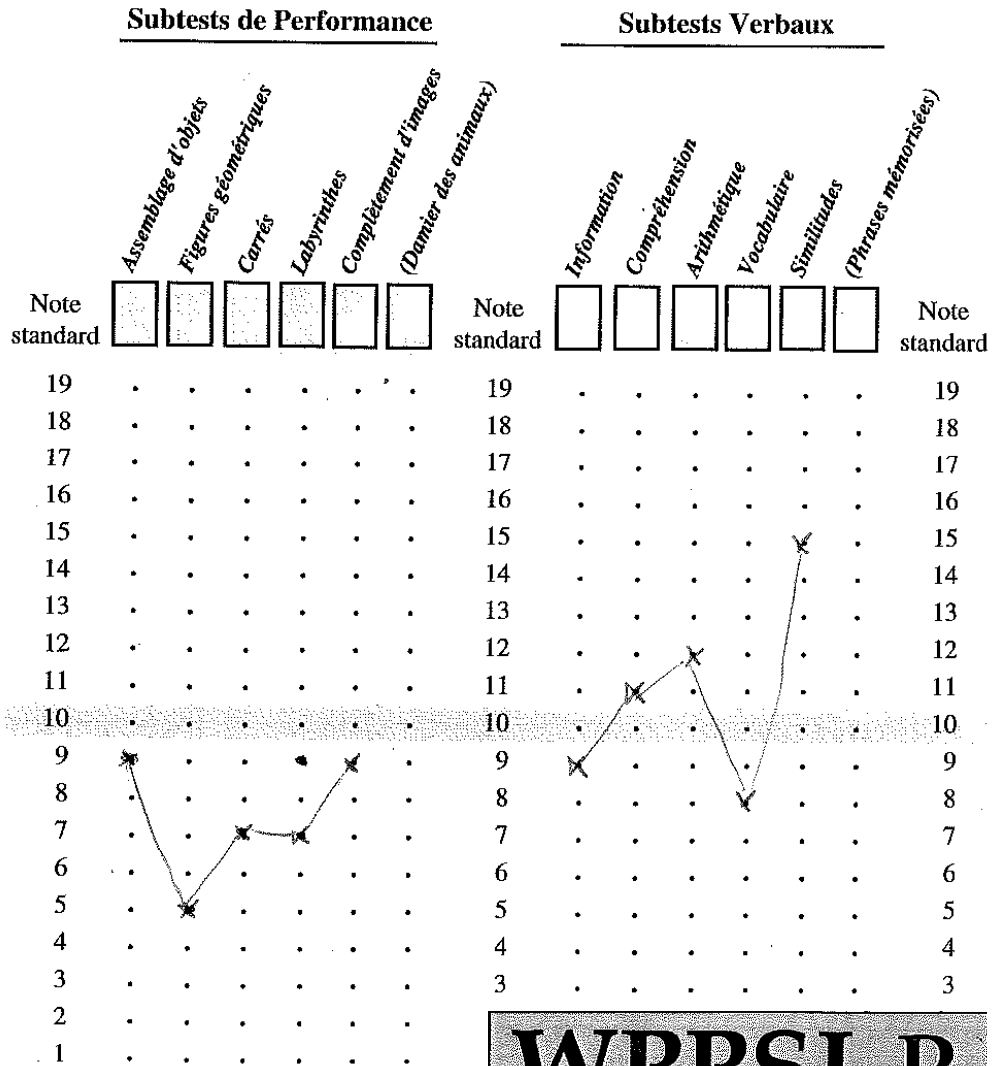 Subtests de Performance
Subtests Verbaux
Assemblage d'objets
Figures géométriques
Carrés
Labyrinthes
Complètement d'images
(Damier des animaux)
Information
Compréhension
Arithmétique
Vocabulaire
Similitudes
(Phrases mémorisées)
Note standard
Note standard
Note standard
19 19 19
18 18 18
17 17 17
16 16 16
15 15 15
14 14 14
13 13 13
12 12 12
11 11 11
10 10 10
9 9 9
8 8 8
7 7 7
6 6 6
5 5 5
4 4 4
3 3 3
2
1
WPPSI-R